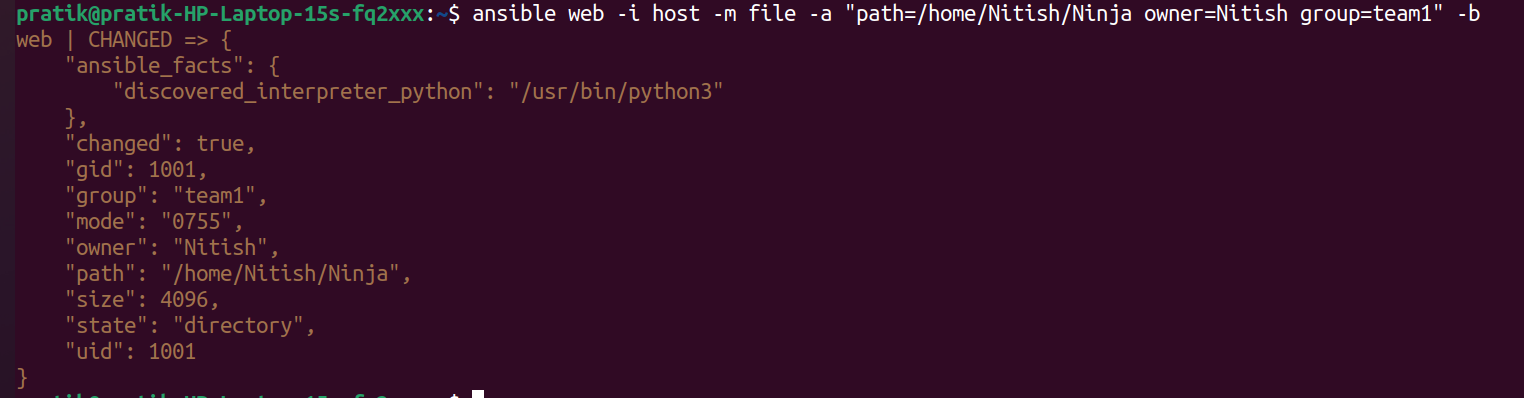 pratik@pratik-HP-Laptop-15s-fq2xxx:~$ ansible web -i host -m file -a "path=/home/Nitish/Ninja owner=Nitish group=team1" -b
web | CHANGED => {
    "ansible_facts": {
        "discovered_interpreter_python": "/usr/bin/python3"
    },
    "changed": true,
    "gid": 1001,
    "group": "team1",
    "mode": "0755",
    "owner": "Nitish",
    "path": "/home/Nitish/Ninja",
    "size": 4096,
    "state": "directory",
    "uid": 1001
}